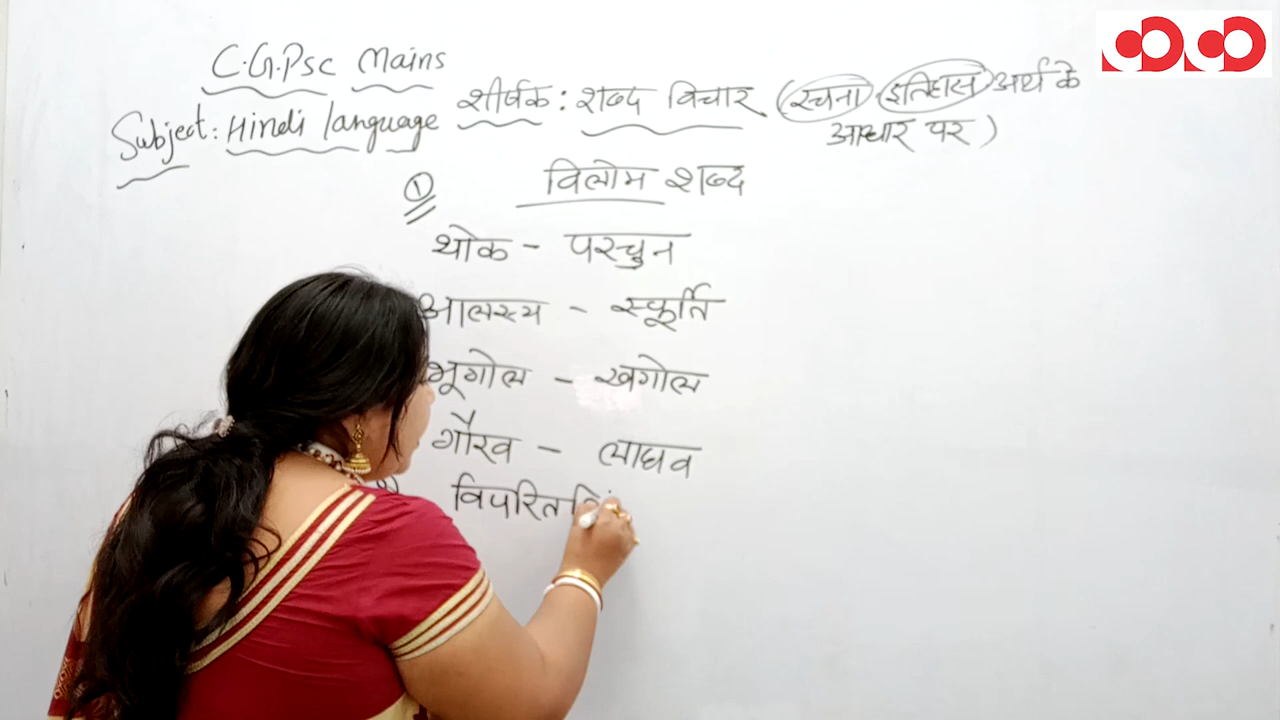 C.G.Psc Mains
Subject: Hindi language शीर्षक : शब्द विचार (रचना इतिहास अर्थ के
आधार पर)
① विलोम शब्द
थोक - परचुन
आलस्य - स्फूर्ति
भूगोल - खगोल
गौरव - लाघव
विपरित